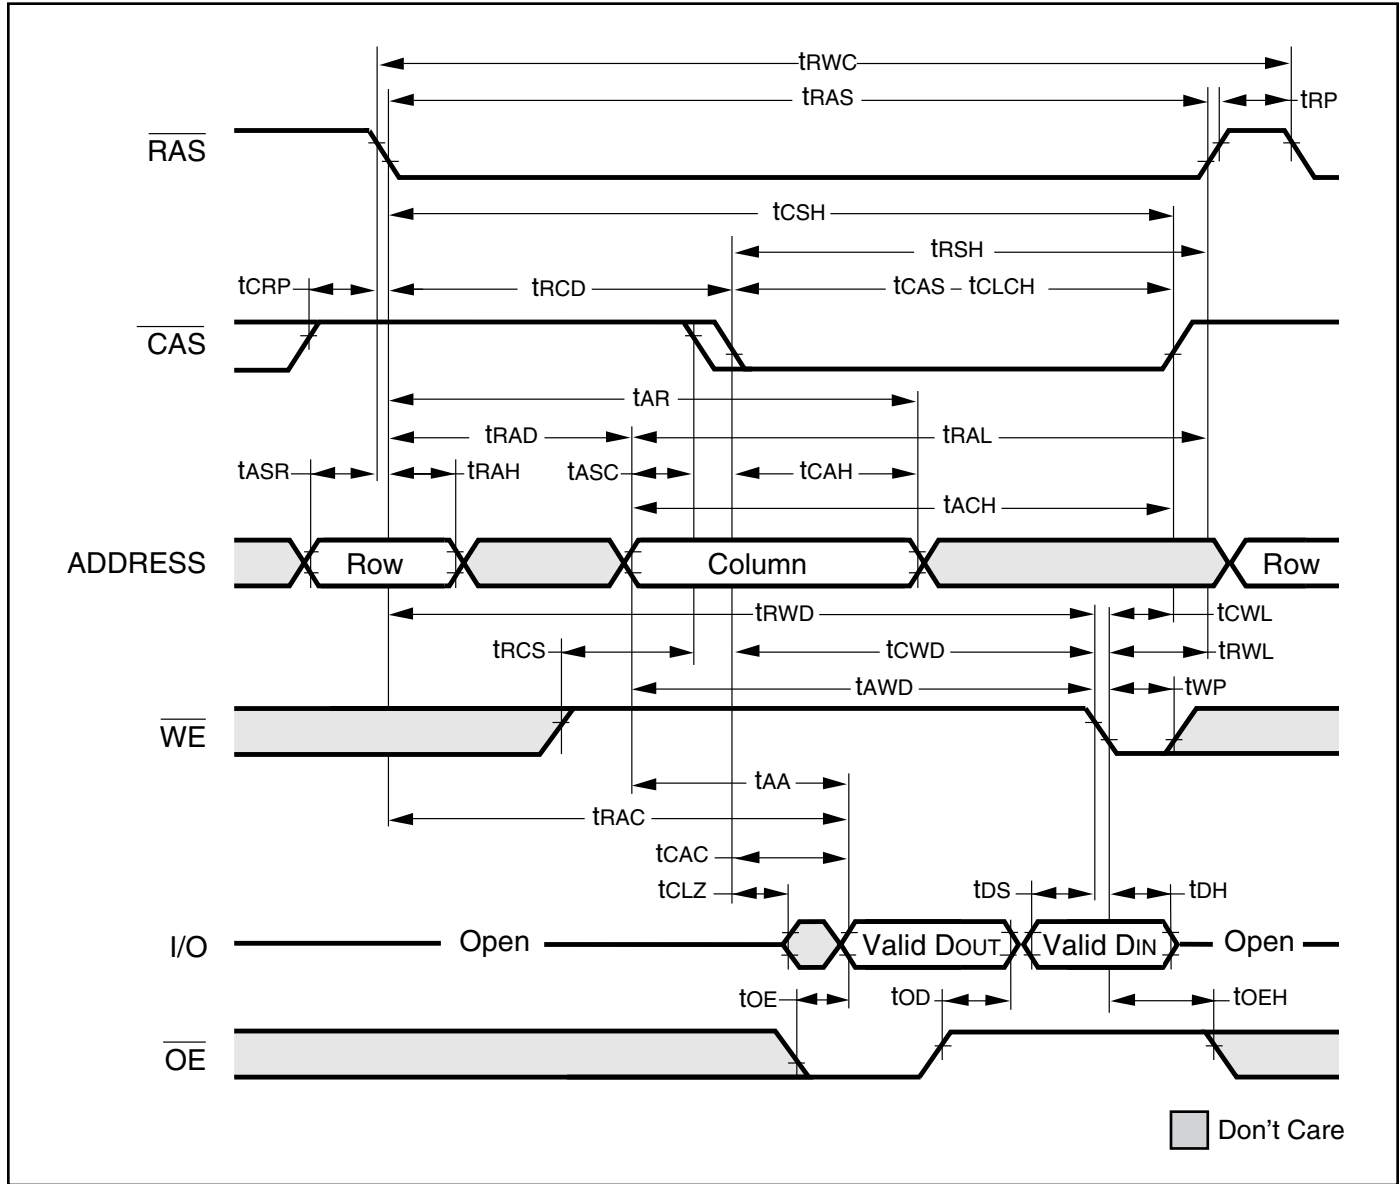 tRWC
tRAS
tRP
RAS
tCSH
tRSH
tCRP
tRCD
tCAS – tCLCH
CAS
tAR
tRAD
tRAL
tASR
tRAH
tASC
tCAH
tACH
ADDRESS
Row
Column
Row
tRWD
tCWL
tRCS
tCWD
tRWL
tAWD
tWP
WE
tAA
tRAC
tCAC
tCLZ
tDS
tDH
I/O
Open
Valid DOUT
Valid DIN
Open
tOE
tOD
tOEH
OE
Don't Care